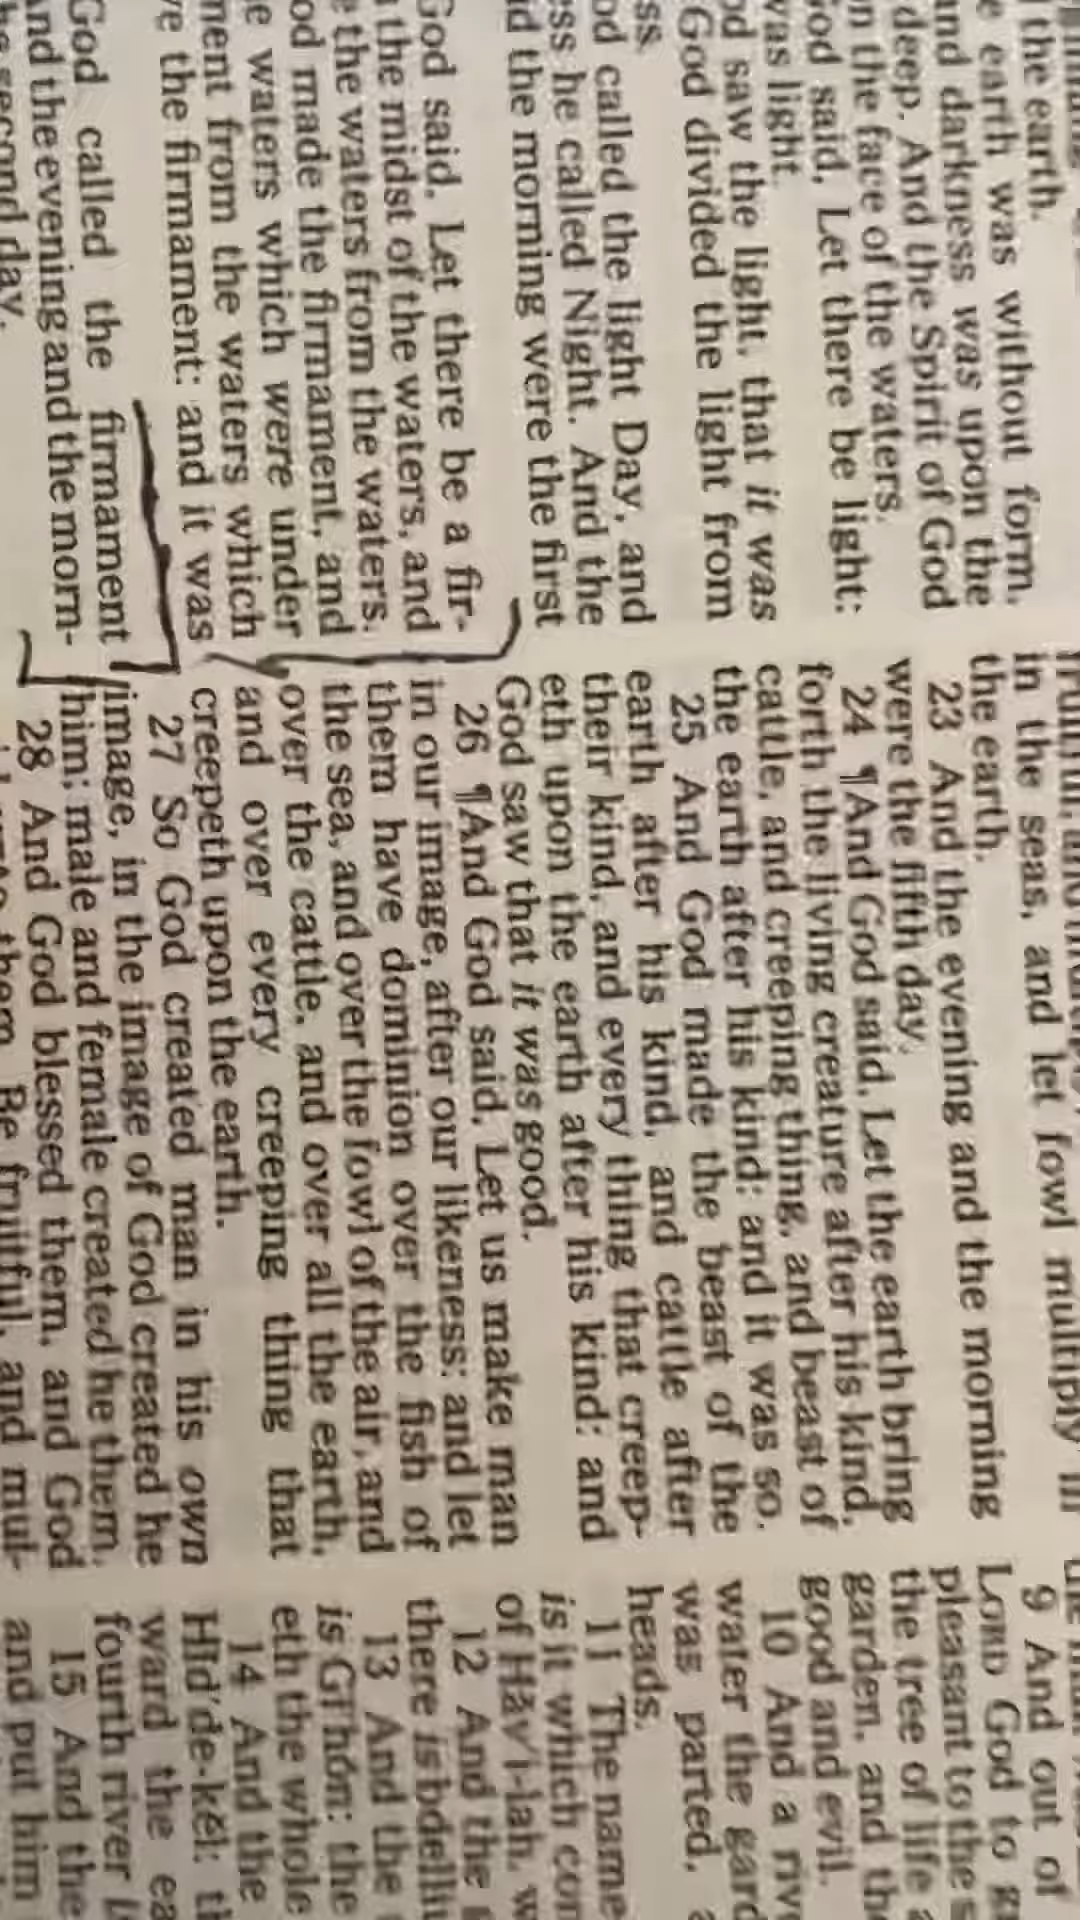 the earth.
earth was without form,
and darkness was upon the
deep. And the Spirit of God
on the face of the waters.
God said, Let there be light:
was light.
saw the light, that it was
God divided the light from
called the light Day, and
he called Night. And the
the morning were the first
God said, Let there be a fir-
the midst of the waters, and
the waters from the waters.
made the firmament, and
waters which were under
from the waters which
the firmament: and it was
God called the firmament
And the evening and the morn-
second day.
in the seas, and let fowl multiply in
the earth.
23 And the evening and the morning
were the fifth day.
24 ¶And God said, Let the earth bring
forth the living creature after his kind,
cattle, and creeping thing, and beast of
the earth after his kind: and it was so.
25 And God made the beast of the
earth after his kind, and cattle after
their kind, and every thing that creep-
eth upon the earth after his kind: and
God saw that it was good.
26 ¶And God said, Let us make man
in our image, after our likeness: and let
them have dominion over the fish of
the sea, and over the fowl of the air, and
over the cattle, and over all the earth,
and over every creeping thing that
creepeth upon the earth.
27 So God created man in his own
image, in the image of God created he
him; male and female created he them.
28 And God blessed them, and God
them, Be fruitful, and mul-
9 And out of
LORD God to
pleasant to the
the tree of life
garden, and the
good and evil.
10 And a
water the
was parted,
heads.
11 The name
is it which
of Hăv´ĭ-lah,
12 And the
there is
13 And the
is Gī´hŏn: the
eth the whole
14 And the
Hĭd´de-kĕl:
ward the
fourth river
15 And the
and put him